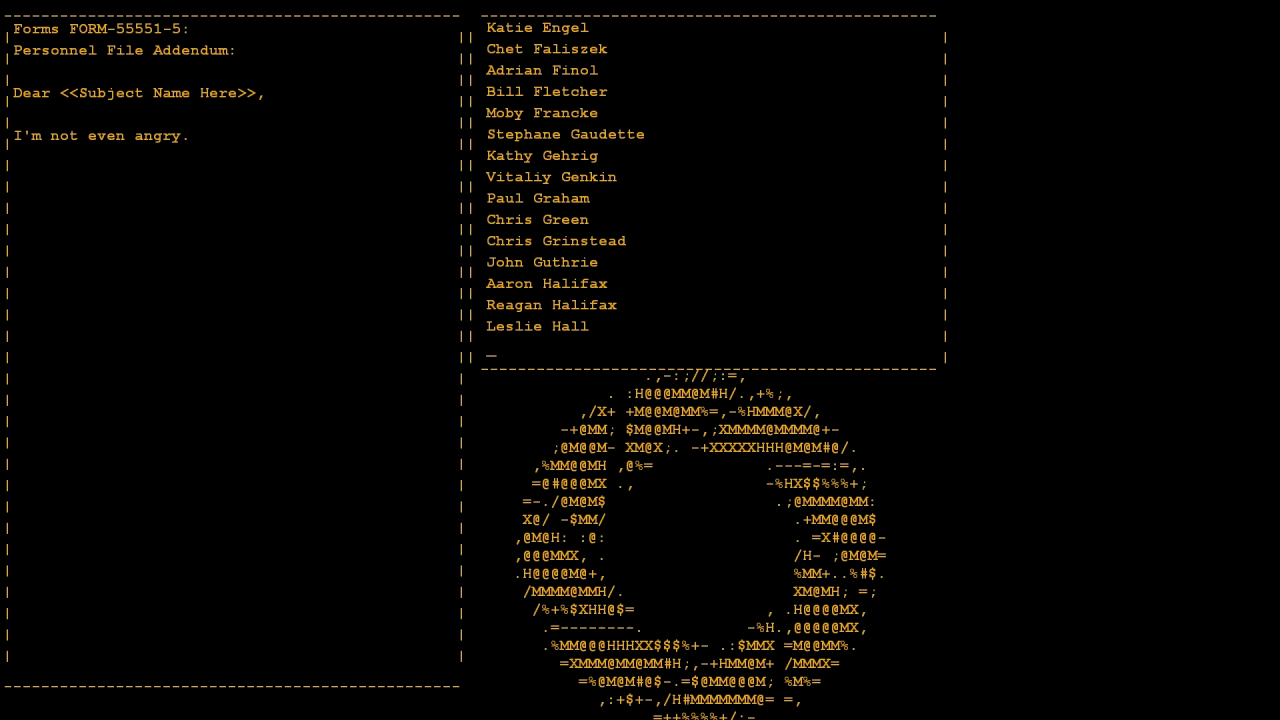 Forms FORM-55551-5:
Personnel File Addendum:
Dear <<Subject Name Here>>,
I'm not even angry.
Katie Engel
Chet Faliszek
Adrian Finol
Bill Fletcher
Moby Francke
Stephane Gaudette
Kathy Gehrig
Vitaliy Genkin
Paul Graham
Chris Green
Chris Grinstead
John Guthrie
Aaron Halifax
Reagan Halifax
Leslie Hall